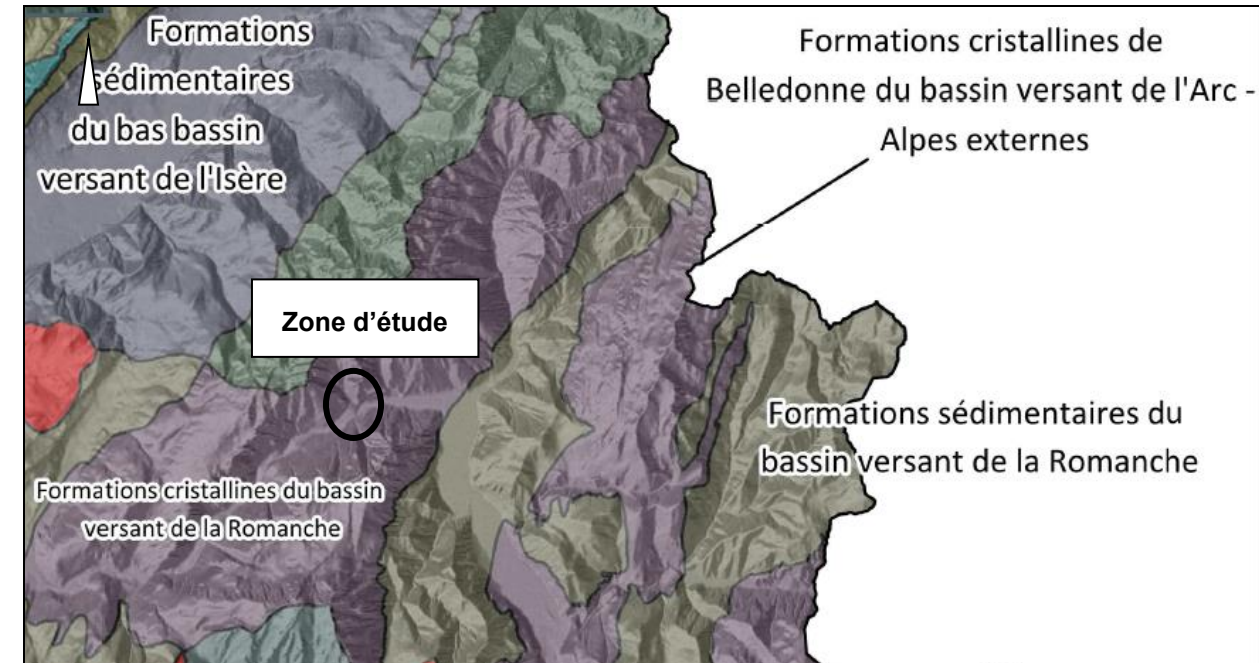 Formations
sédimentaires
du bas bassin
versant de l'Isère
Formations cristallines de
Belledonne du bassin versant de l'Arc -
Alpes externes
Zone d'étude
Formations sédimentaires du
bassin versant de la Romanche
Formations cristallines du bassin
versant de la Romanche